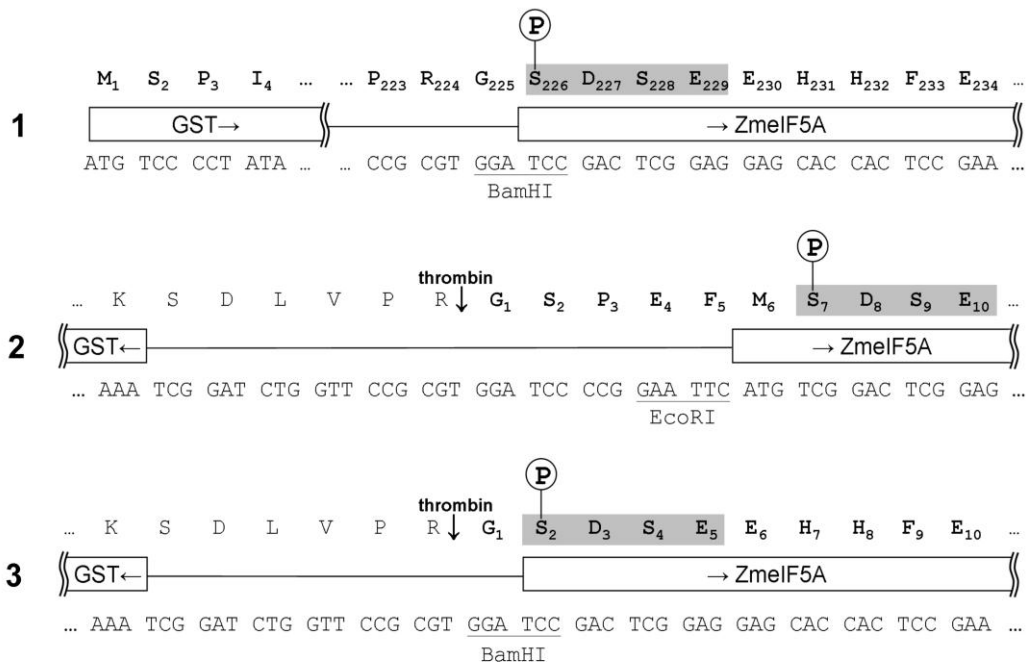 P
M1 S2 P3 I4 … … P223 R224 G225 S226 D227 S228 E229 E230 H231 H232 F233 E234 …
1 GST→ → ZmeIF5A
ATG TCC CCT ATA … … CCG CGT GGA TCC GAC TCG GAG GAG CAC CAC TCC GAA …
BamHI
P
thrombin
… K S D L V P R ↓ G1 S2 P3 E4 F5 M6 S7 D8 S9 E10 …
2 GST← → ZmeIF5A
… AAA TCG GAT CTG GTT CCG CGT GGA TCC CCG GAA TTC ATG TCG GAC TCG GAG …
EcoRI
P
thrombin
… K S D L V P R ↓ G1 S2 D3 S4 E5 E6 H7 H8 F9 E10 …
3 GST← → ZmeIF5A
… AAA TCG GAT CTG GTT CCG CGT GGA TCC GAC TCG GAG GAG CAC CAC TCC GAA …
BamHI